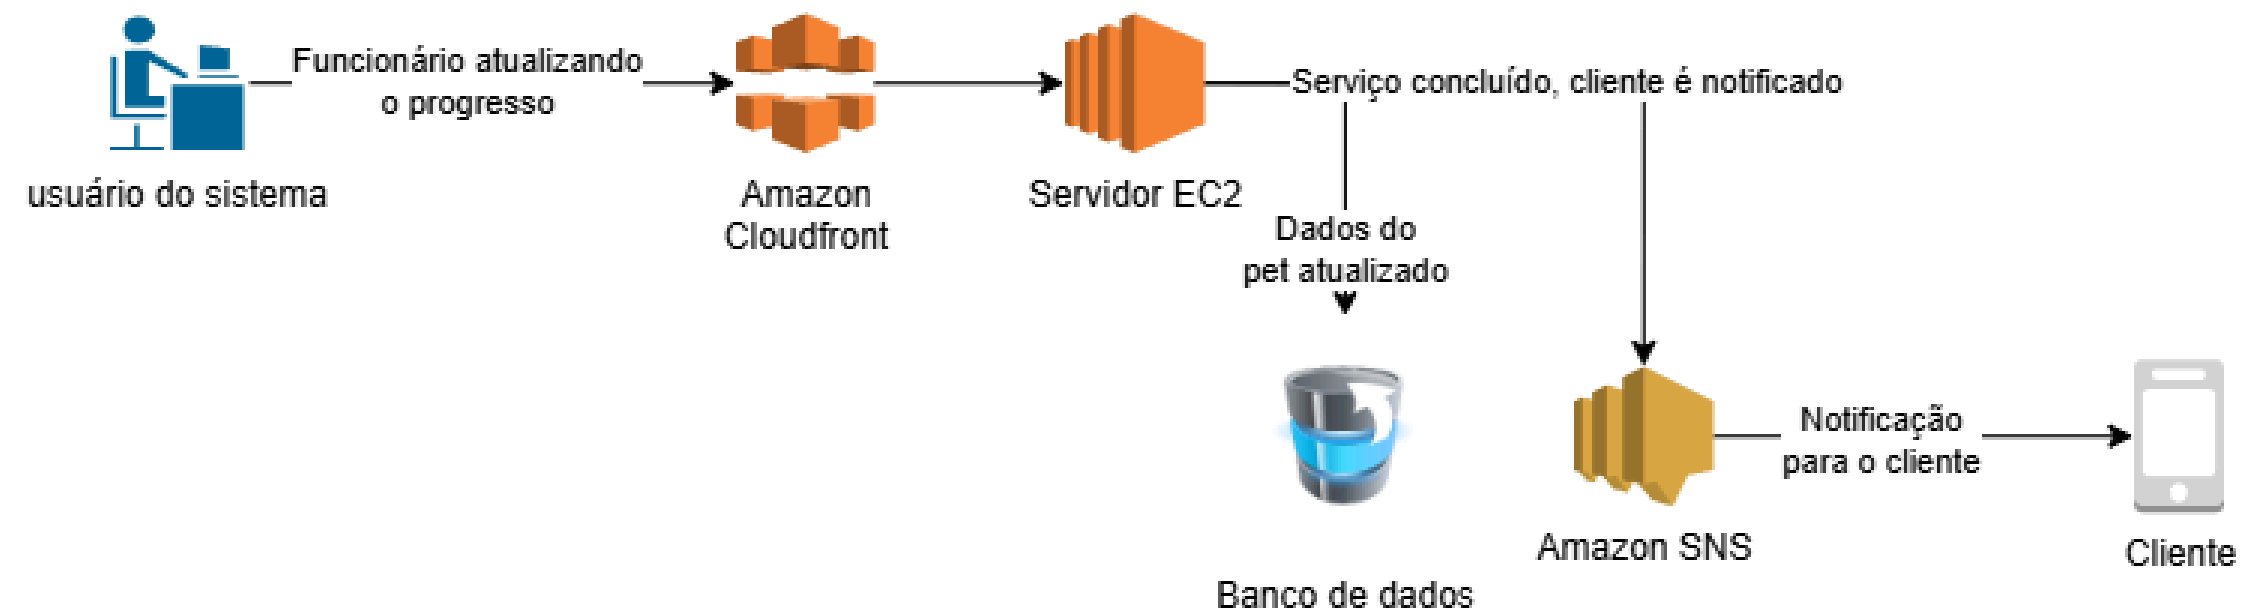 Funcionário atualizando
o progresso
Serviço concluído, cliente é notificado
usuário do sistema
Amazon
Cloudfront
Servidor EC2
Dados do
pet atualizado
Notificação
para o cliente
Amazon SNS
Cliente
Banco de dados